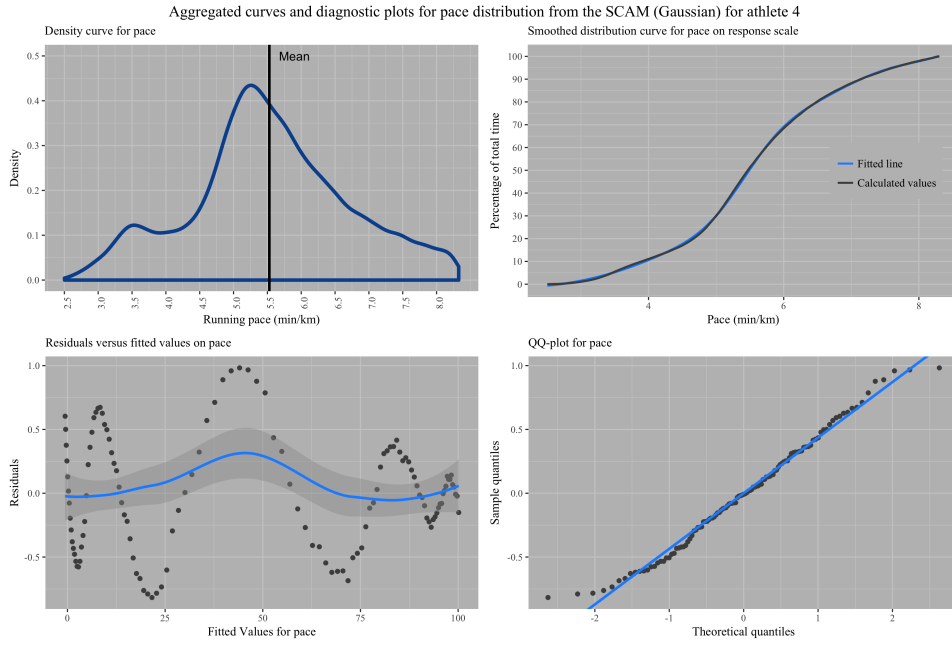 Aggregated curves and diagnostic plots for pace distribution from the SCAM (Gaussian) for athlete 4
Density curve for pace
Mean
Density
0.5
0.4
0.3
0.2
0.1
0.0
2.5 3.0 3.5 4.0 4.5 5.0 5.5 6.0 6.5 7.0 7.5 8.0
Running pace (min/km)
Smoothed distribution curve for pace on response scale
Percentage of total time
100
90
80
70
60
50
40
30
20
10
0
Fitted line
Calculated values
4 6 8
Pace (min/km)
Residuals versus fitted values on pace
Residuals
1.0
0.5
0.0
-0.5
0 25 50 75 100
Fitted Values for pace
QQ-plot for pace
Sample quantiles
1.0
0.5
0.0
-0.5
-2 -1 0 1 2
Theoretical quantiles